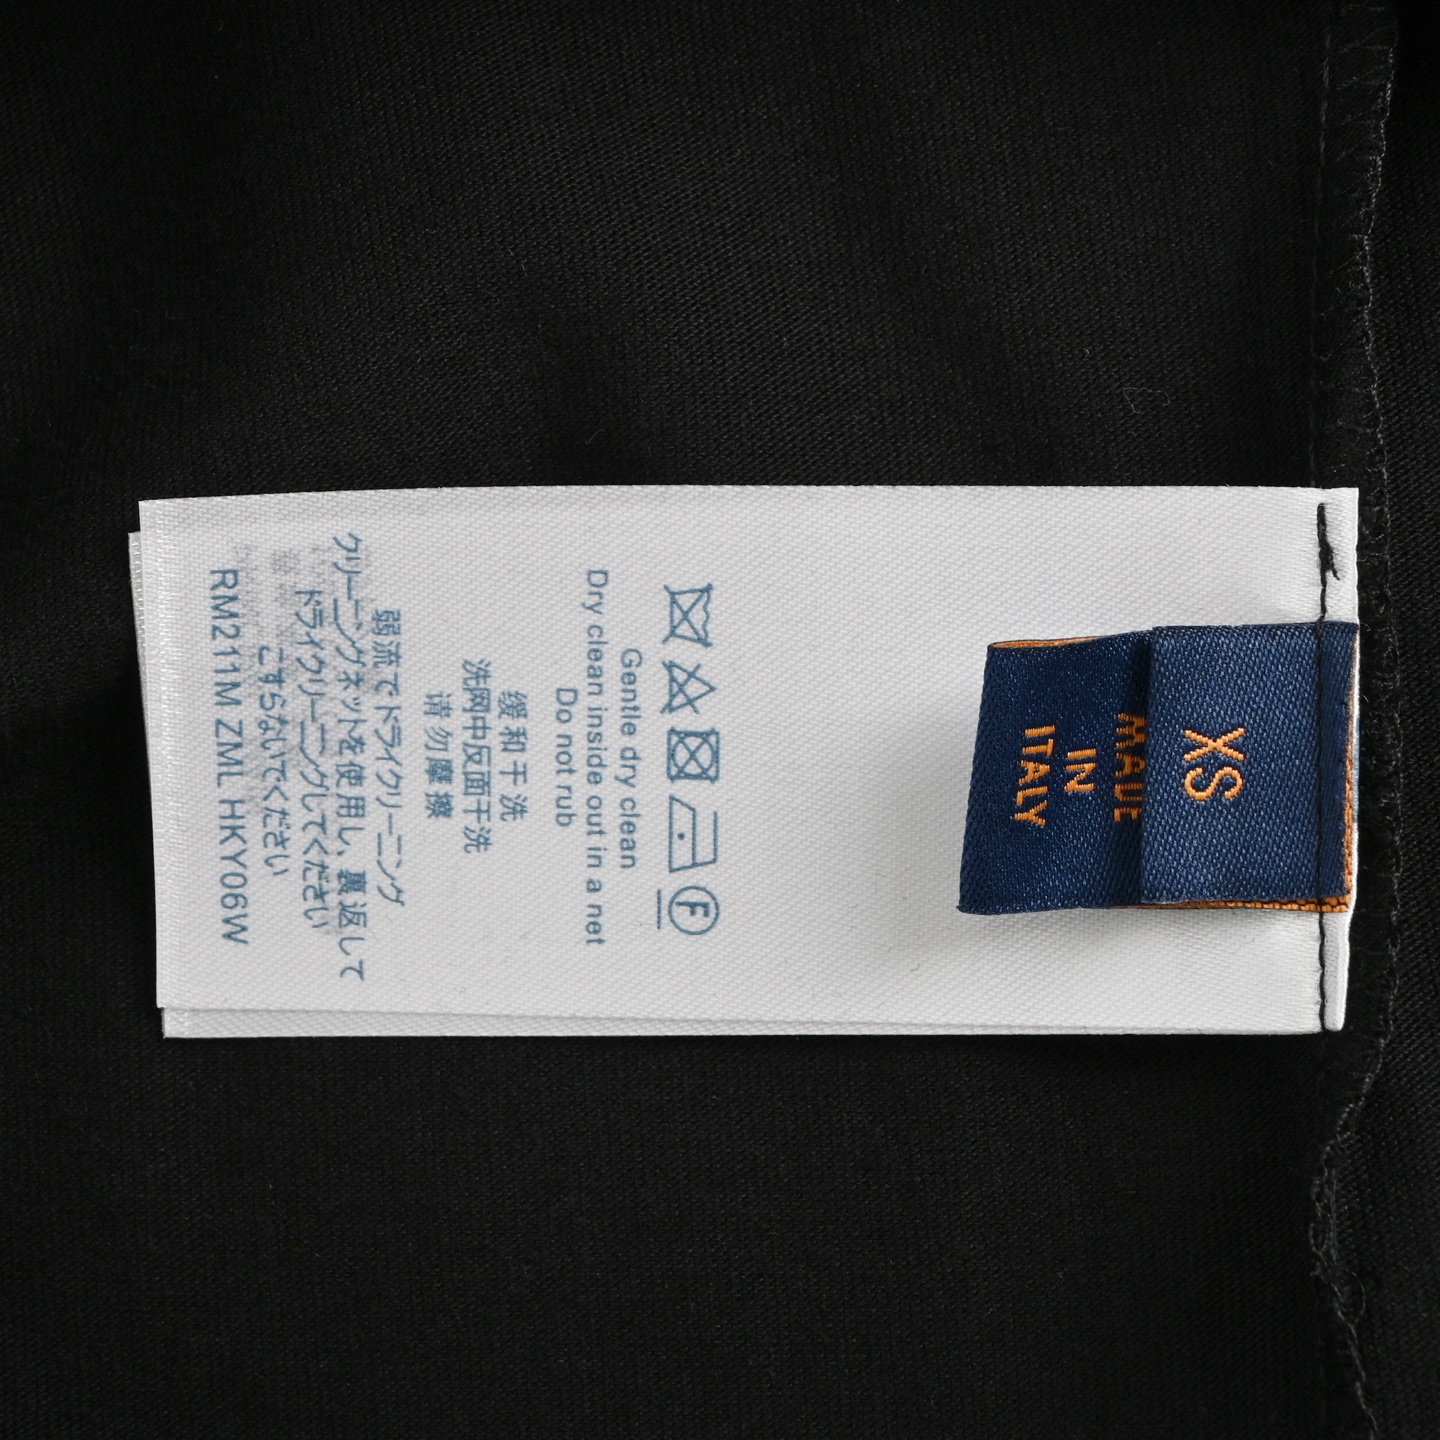 XS
MADE
IN
ITALY
F
Gentle dry clean
Dry clean inside out in a net
Do not rub
缓和干洗
洗网中反面干洗
请勿摩擦
弱流でドライクリーニング
クリーニングネットを使用し、裏返して
ドライクリーニングしてください
こすらないでください
RM211M ZML HKY06W